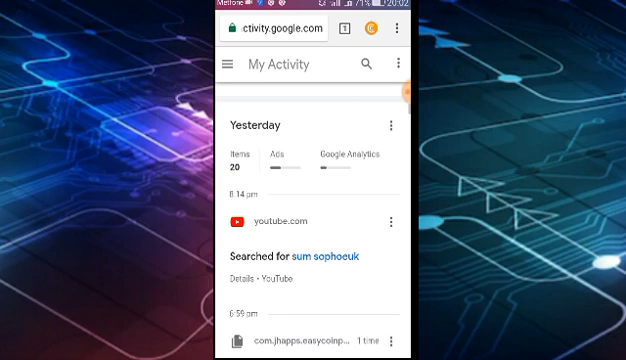 Metfone
71% 20:02
ctivity.google.com
1
My Activity
Yesterday
Items
Ads
Google Analytics
20
8.14 pm
youtube.com
Searched for sum sophoeuk
Details • YouTube
6:59 pm
com.jhapps.easycoinp... 1 time